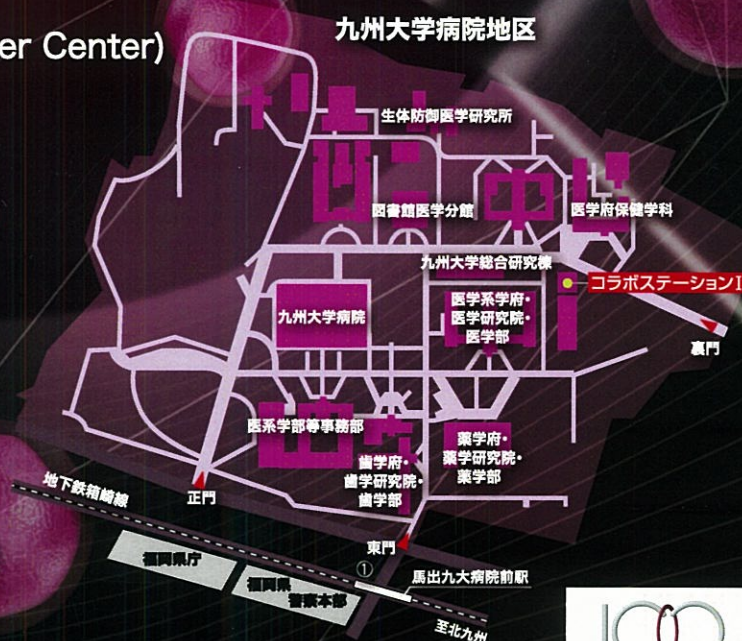 九州大学病院地区
er Center)
生体防御医学研究所
図書館医学分館
医学府保健学科
九州大学総合研究棟
コラボステーションI
九州大学病院
医学系学府・
医学研究院・
医学部
裏門
医系学部等事務部
歯学府・
歯学研究院・
歯学部
薬学府・
薬学研究院・
薬学部
地下鉄箱崎線
正門
東門
①
馬出九大病院前駅
福岡県庁
福岡県
警察本部
至北九州
100